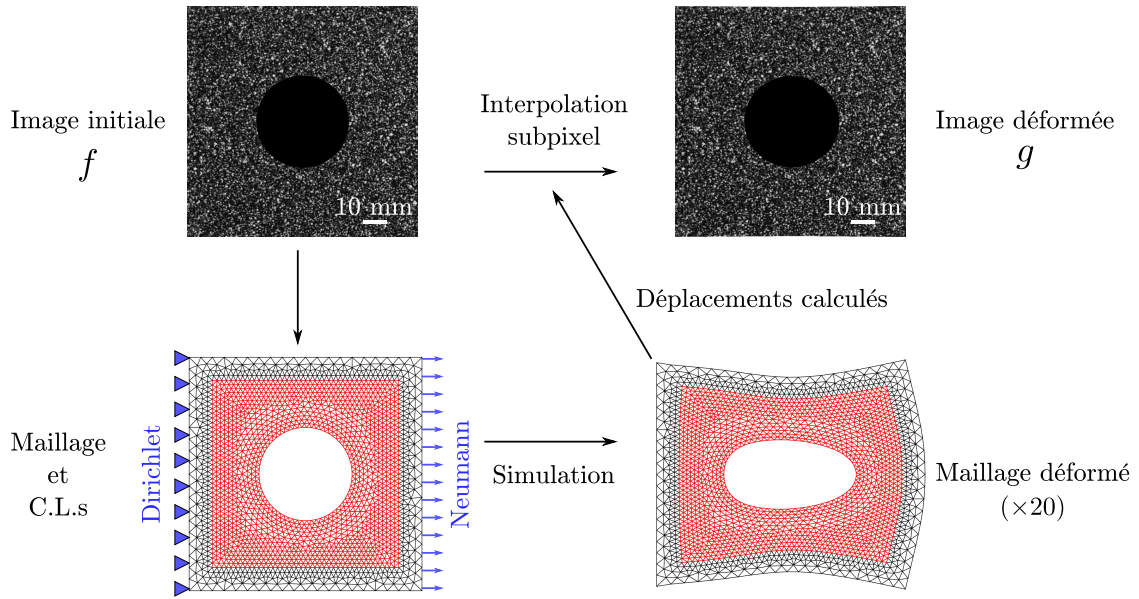 Image initiale
f
10 mm
Interpolation
subpixel
10 mm
Image déformée
g
Déplacements calculés
Maillage
et
C.L.s
Dirichlet
Neumann
Simulation
Maillage déformé
(×20)